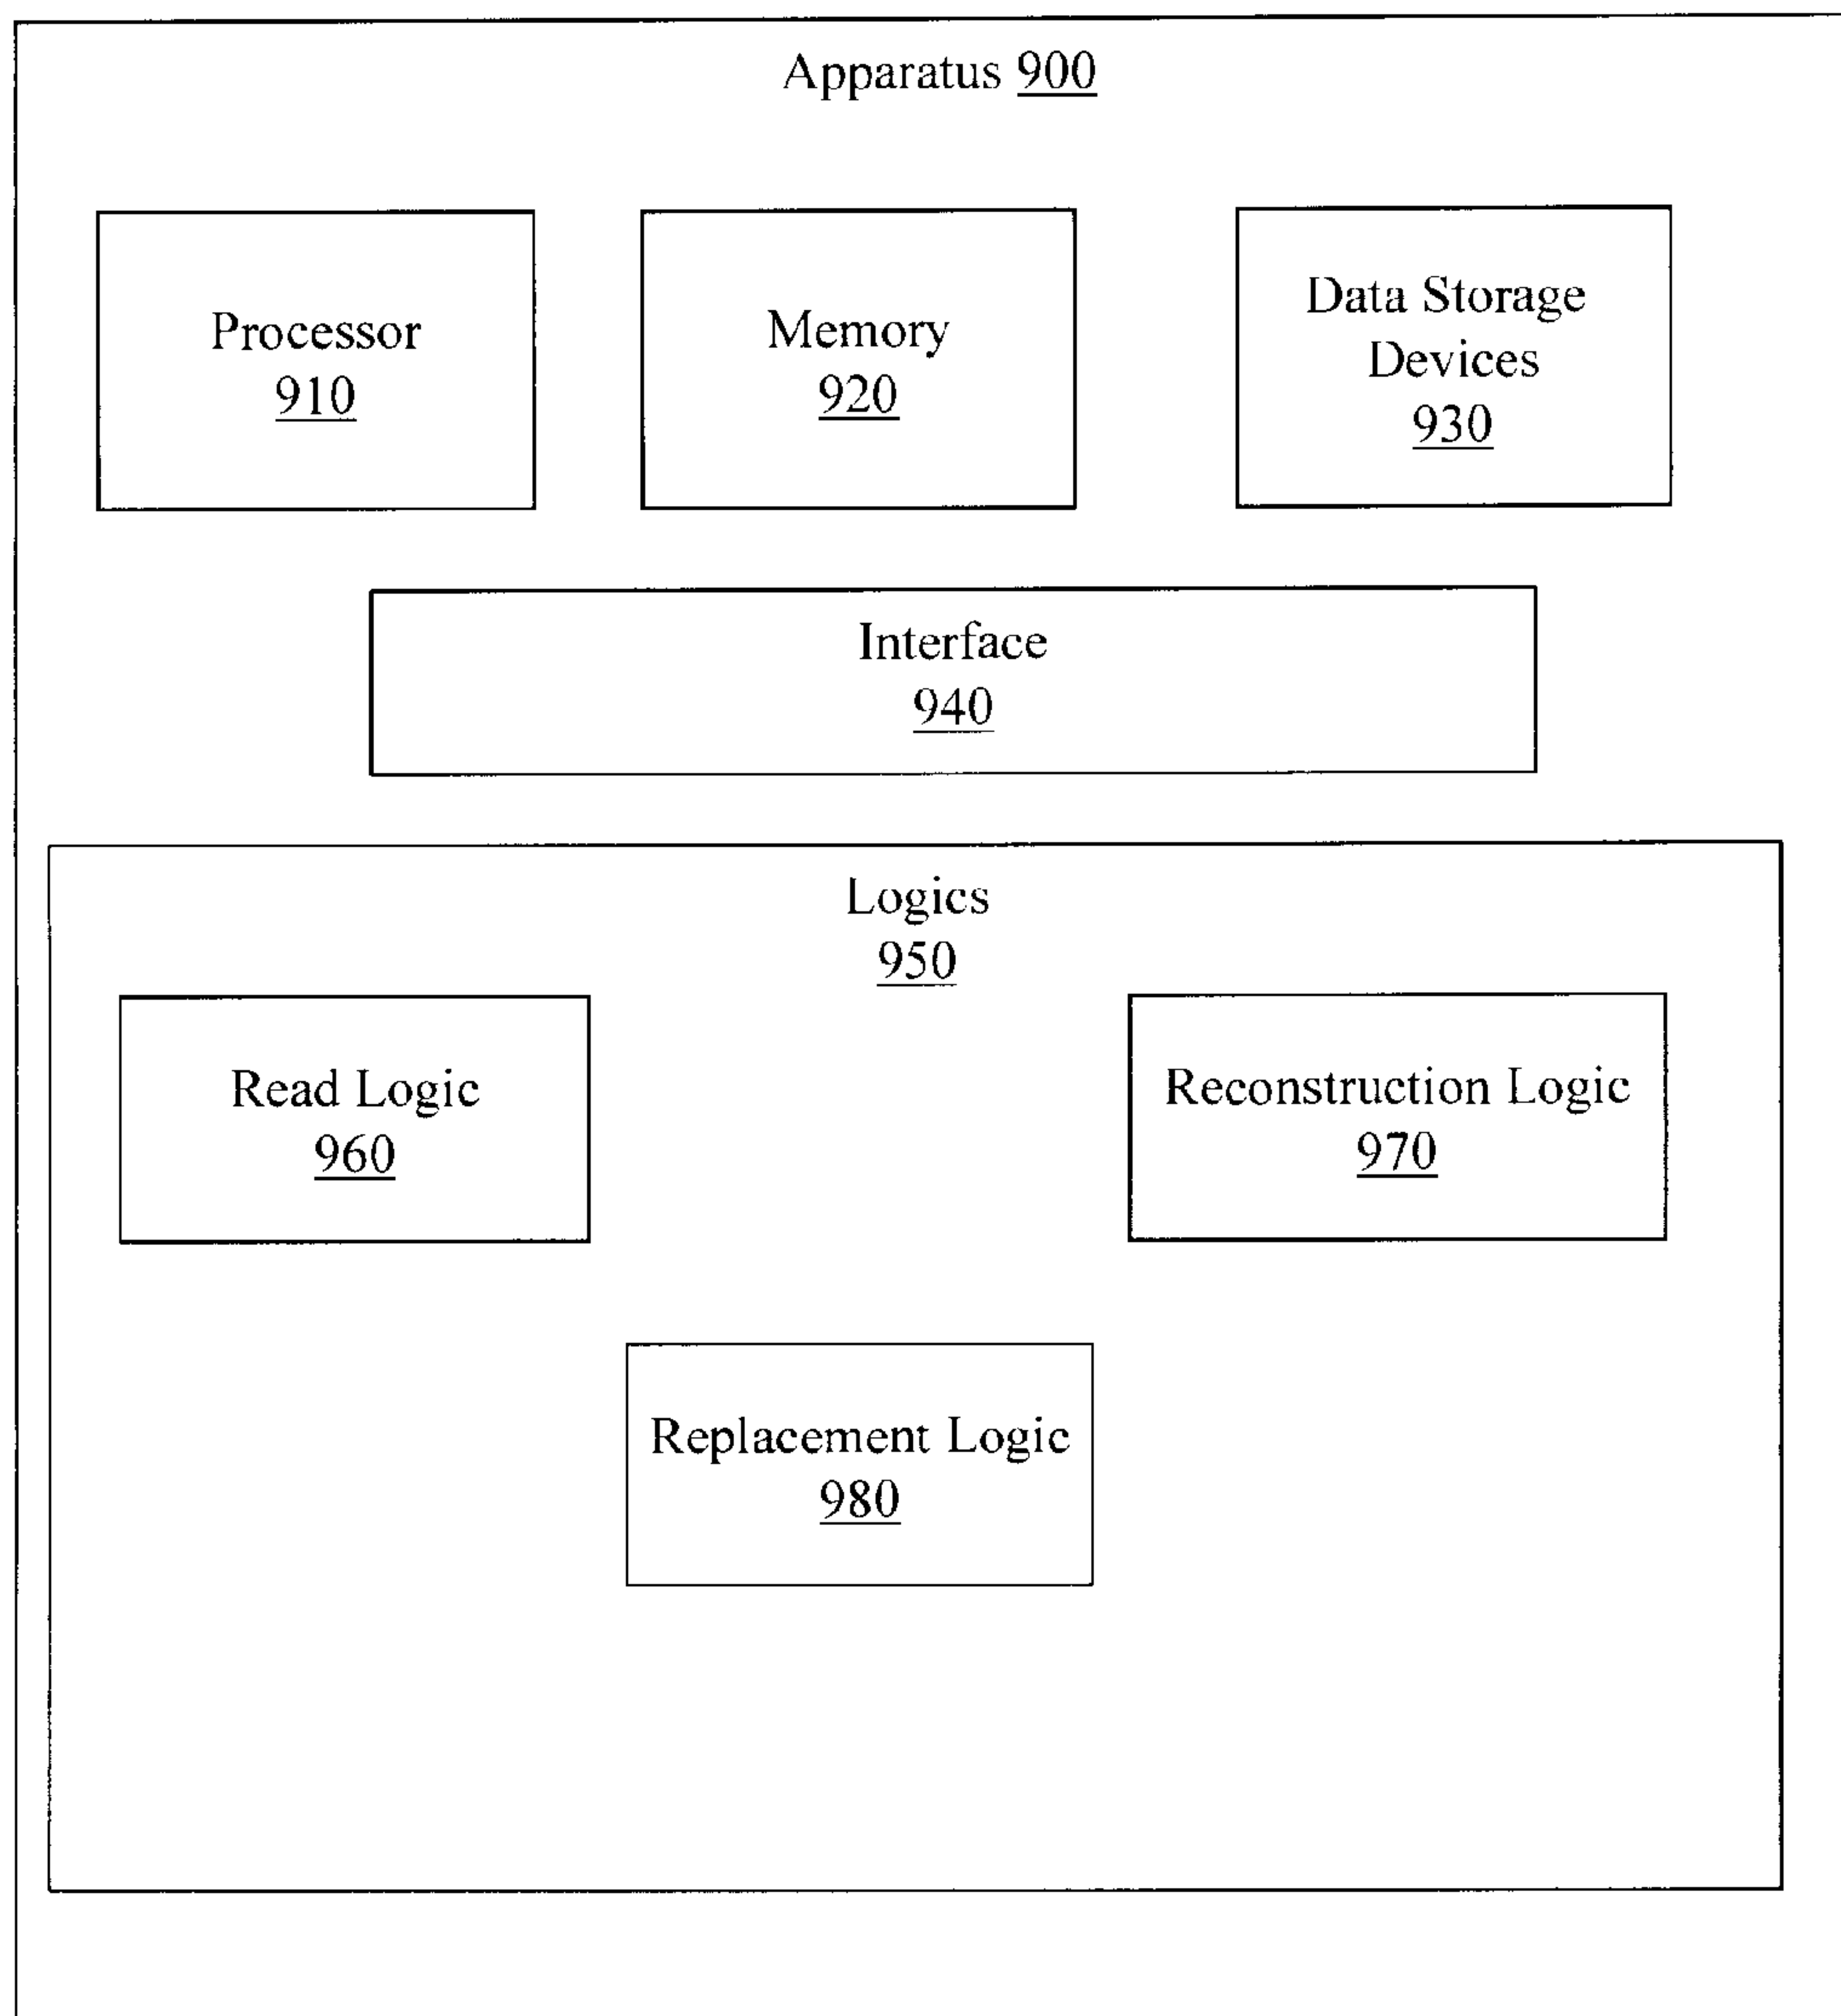 Apparatus 900
Processor
910
Memory
920
Data Storage
Devices
930
Interface
940
Logics
950
Read Logic
960
Reconstruction Logic
970
Replacement Logic
980